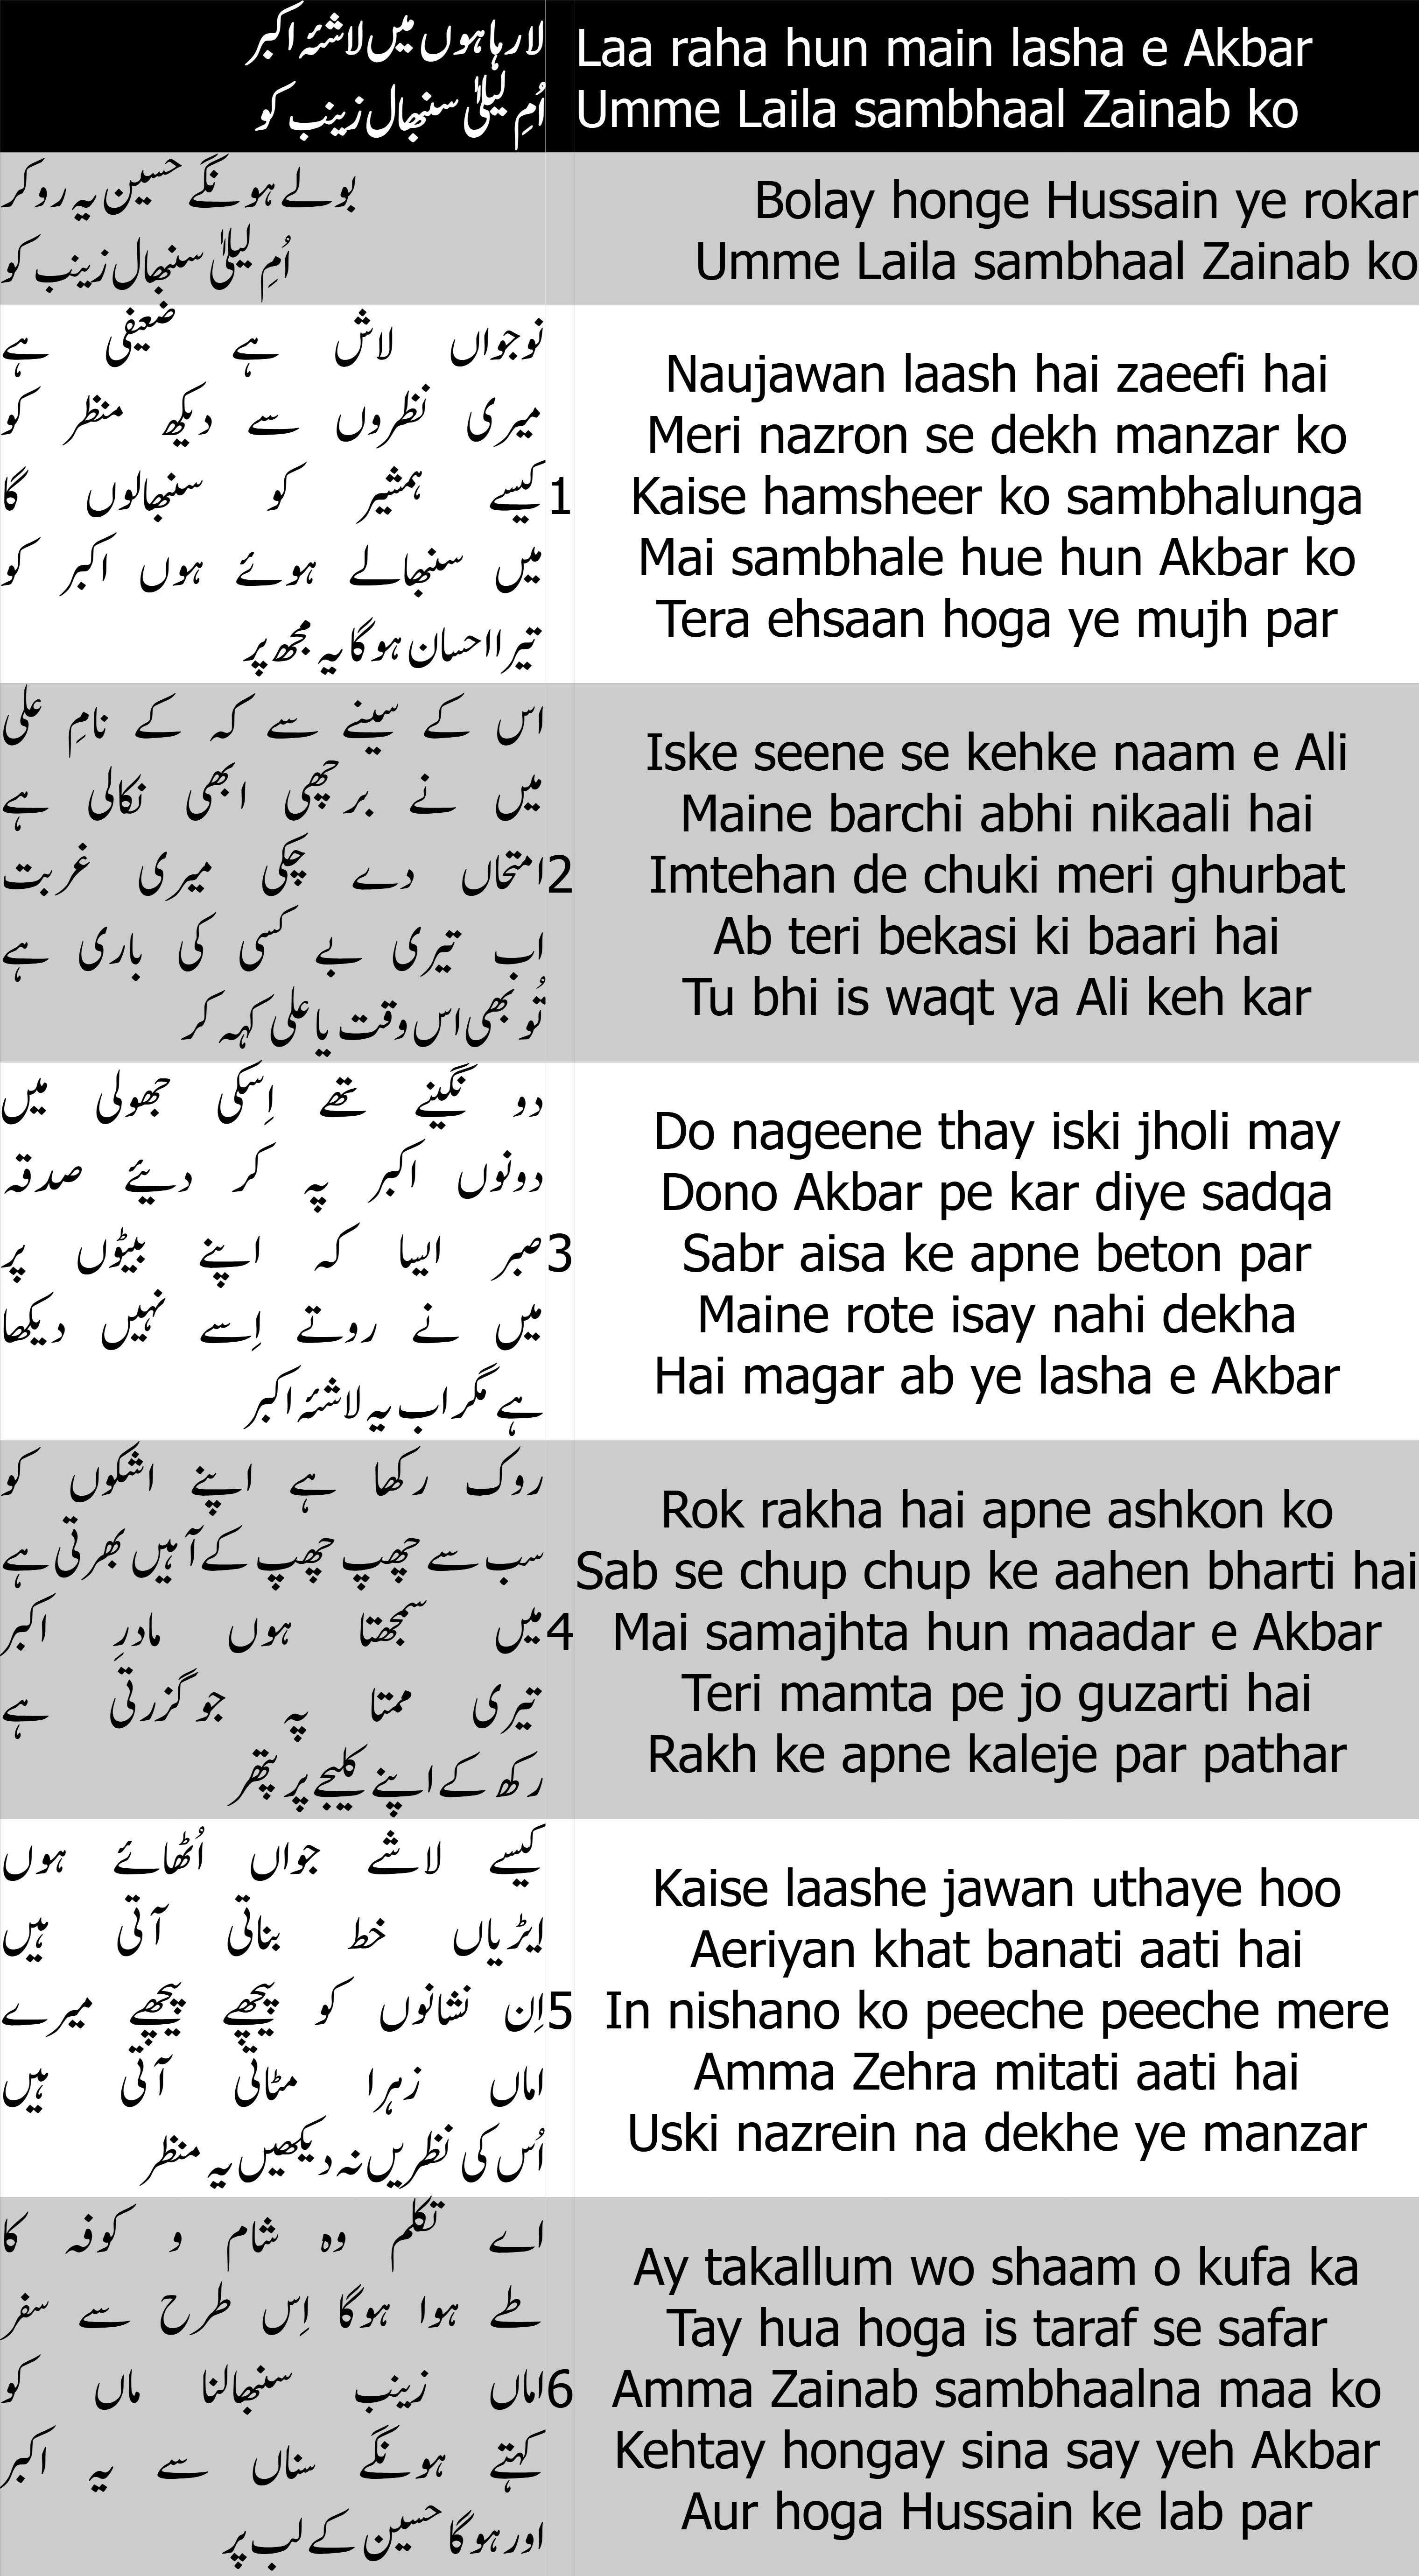 لا رہا ہوں میں لاشئہ اکبر
اُمِ لیلیٰ سنبھال زینب کو
Laa raha hun main lasha e Akbar
Umme Laila sambhaal Zainab ko
بولے ہونگے حسین یہ رو کر
اُمِ لیلیٰ سنبھال زینب کو
Bolay honge Hussain ye rokar
Umme Laila sambhaal Zainab ko
نوجواں لاش ہے ضعیفی ہے
میری نظروں سے دیکھ منظر کو
کیسے ہمشیر کو سنبھالوں گا
میں سنبھالے ہوئے ہوں اکبر کو
تیرا احسان ہوگا یہ مجھ پر
1
Naujawan laash hai zaeefi hai
Meri nazron se dekh manzar ko
Kaise hamsheer ko sambhalunga
Mai sambhale hue hun Akbar ko
Tera ehsaan hoga ye mujh par
اس کے سینے سے کہ کے نامِ علی
میں نے برچھی ابھی نکالی ہے
امتحاں دے چکی میری غربت
اب تیری بے کسی کی باری ہے
تُو بھی اس وقت یا علی کہہ کر
2
Iske seene se kehke naam e Ali
Maine barchi abhi nikaali hai
Imtehan de chuki meri ghurbat
Ab teri bekasi ki baari hai
Tu bhi is waqt ya Ali keh kar
دو نگینے تھے اِسکی جھولی میں
دونوں اکبر پہ کر دیئے صدقہ
صبر ایسا کہ اپنے بیٹوں پر
میں نے روتے اِسے نہیں دیکھا
ہے مگر اب یہ لاشئہ اکبر
3
Do nageene thay iski jholi may
Dono Akbar pe kar diye sadqa
Sabr aisa ke apne beton par
Maine rote isay nahi dekha
Hai magar ab ye lasha e Akbar
روک رکھا ہے اپنے اشکوں کو
سب سے چھپ چھپ کے آہیں بھرتی ہے
میں سمجھتا ہوں مادرِ اکبر
تیری ممتا پہ جو گزرتی ہے
رکھ کے اپنے کلیجے پر پتھر
4
Rok rakha hai apne ashkon ko
Sab se chup chup ke aahen bharti hai
Mai samajhta hun maadar e Akbar
Teri mamta pe jo guzarti hai
Rakh ke apne kaleje par pathar
کیسے لاشے جواں اُٹھائے ہوں
ایڑیاں خط بناتی آتی ہیں
اِن نشانوں کو پیچھے پیچھے میرے
اماں زہرا مٹاتی آتی ہیں
اُس کی نظریں نہ دیکھیں یہ منظر
5
Kaise laashe jawan uthaye hoo
Aeriyan khat banati aati hai
In nishano ko peeche peeche mere
Amma Zehra mitati aati hai
Uski nazrein na dekhe ye manzar
اے تکلم وہ شام و کوفہ کا
طے ہوا ہوگا اِس طرح سے سفر
اماں زینب سنبھالنا ماں کو
کہتے ہونگے سناں سے یہ اکبر
اور ہوگا حسین کے لب پر
6
Ay takallum wo shaam o kufa ka
Tay hua hoga is taraf se safar
Amma Zainab sambhaalna maa ko
Kehtay hongay sina say yeh Akbar
Aur hoga Hussain ke lab par